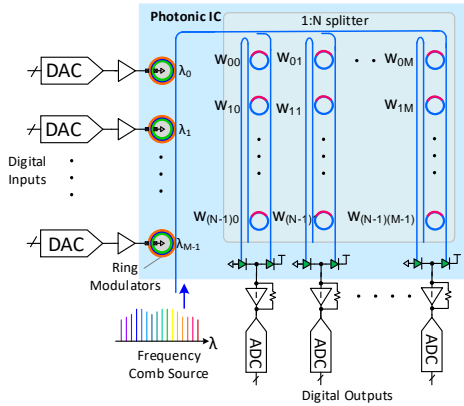 Photonic IC
1:N splitter
DAC
λ0
W00
W01
W0M
DAC
λ1
W10
W11
W1M
Digital
Inputs
DAC
λM-1
W(N-1)0
W(N-1)
W(N-1)(M-1)
Ring
Modulators
λ
Frequency
Comb Source
ADC
ADC
ADC
Digital Outputs